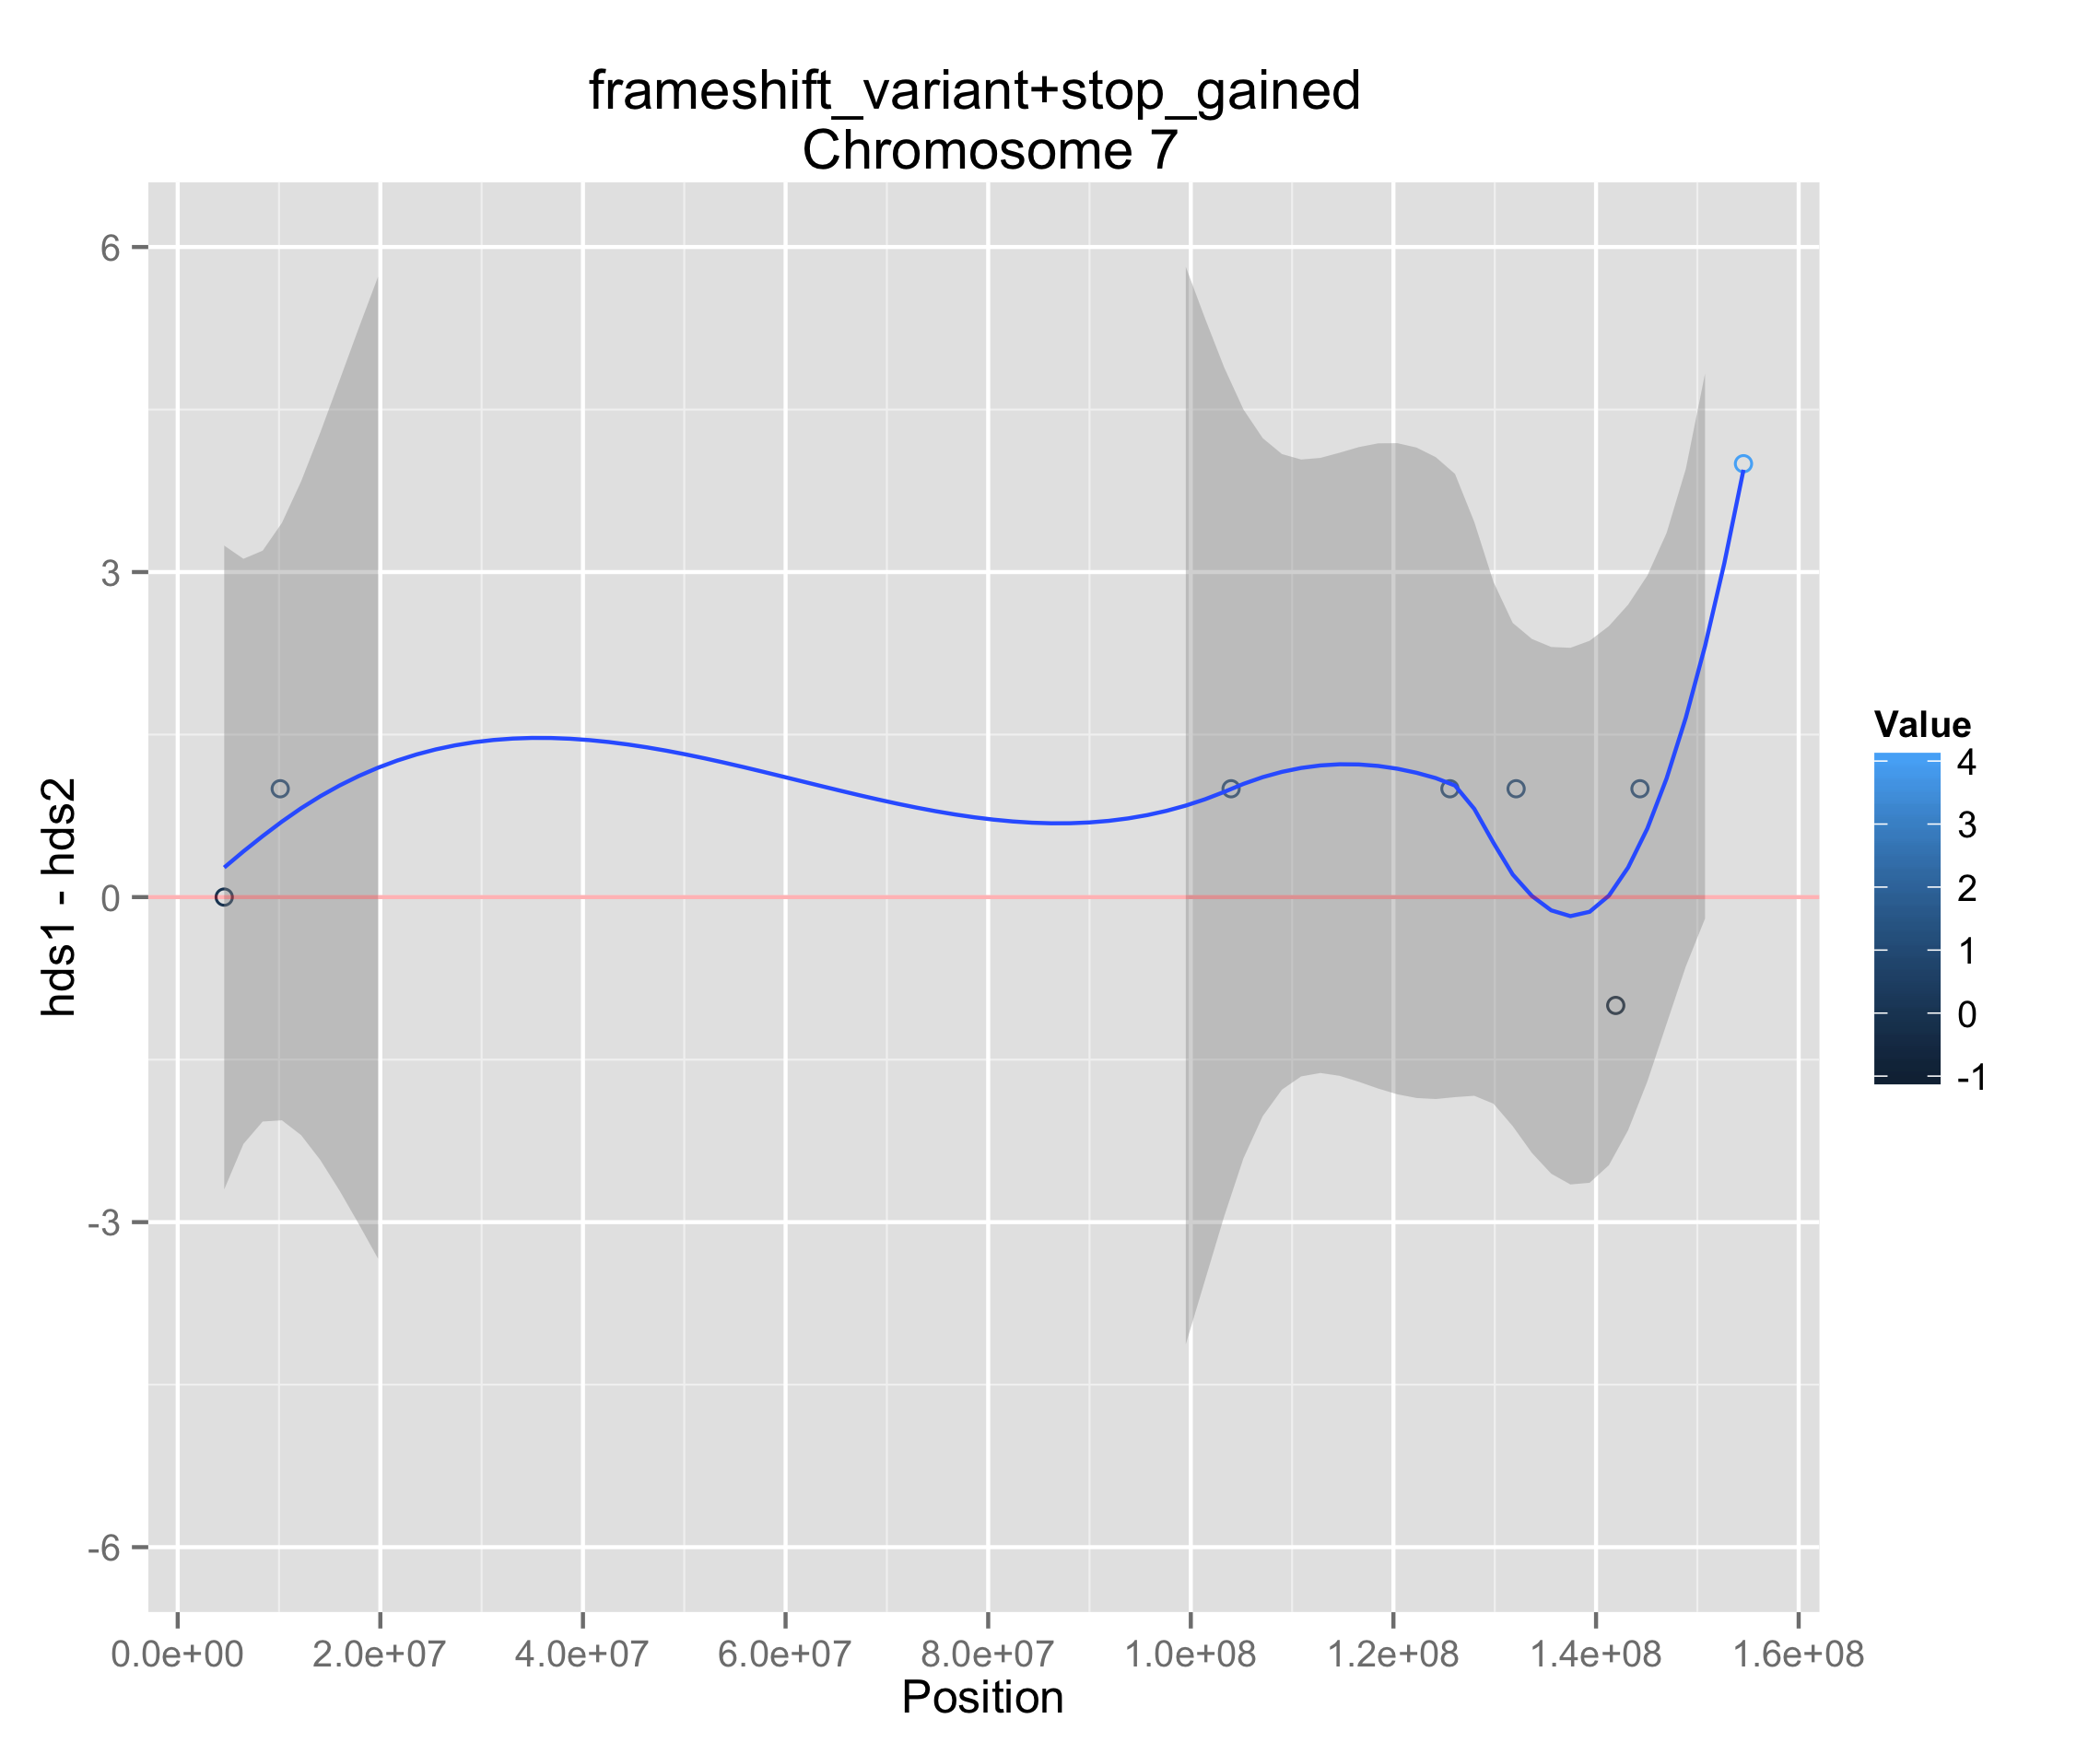 frameshift_variant+stop_gained
Chromosome 7
6
3
0
-3
-6
hds1 - hds2
0.0e+00 2.0e+07 4.0e+07 6.0e+07 8.0e+07 1.0e+08 1.2e+08 1.4e+08 1.6e+08
Position
Value
4
3
2
1
0
-1